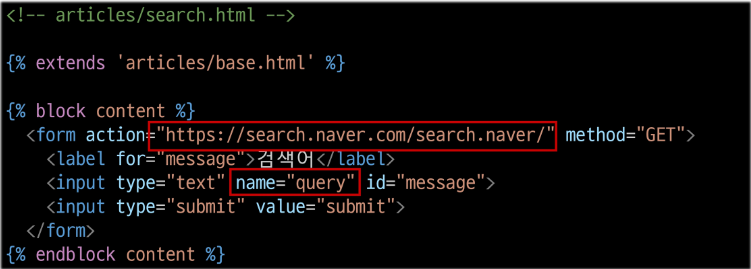 <!-- articles/search.html -->
{% extends 'articles/base.html' %}
{% block content %}
<form action="https://search.naver.com/search.naver/" method="GET">
<label for="message">검색어</label>
<input type="text" name="query" id="message">
<input type="submit" value="submit">
</form>
{% endblock content %}